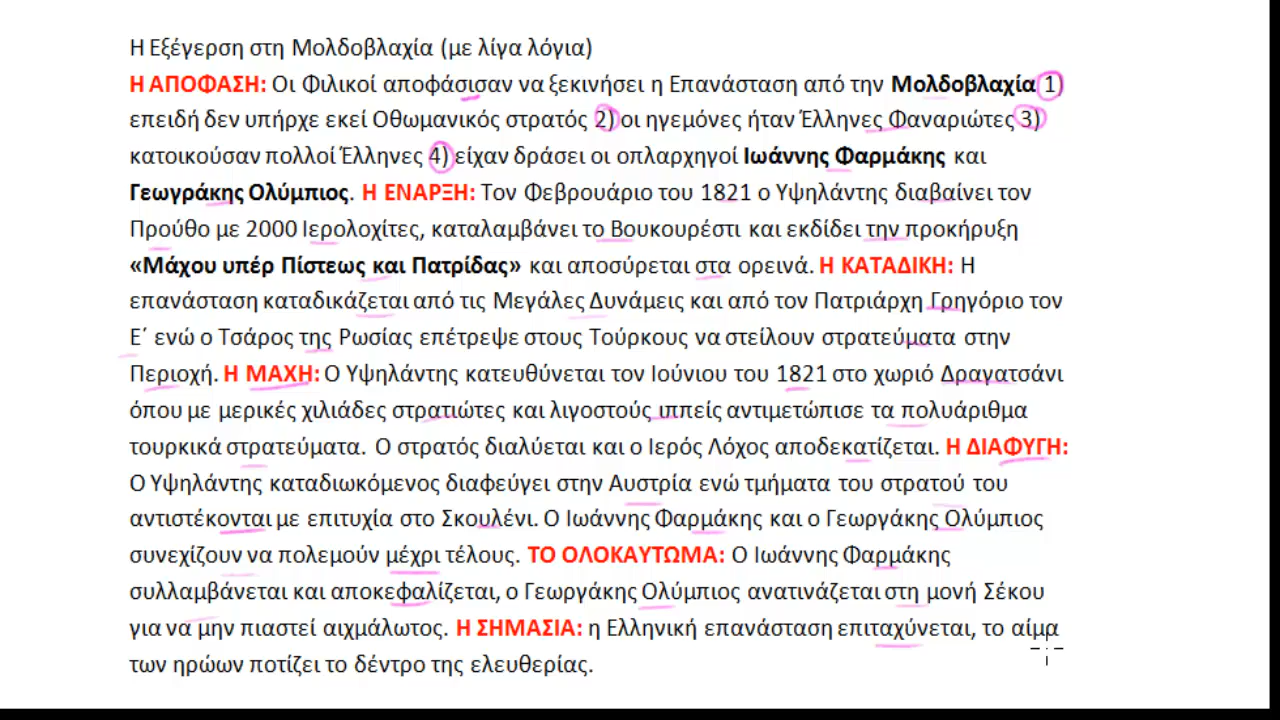 Η Εξέγερση στη Μολδοβλαχία (με λίγα λόγια)
Η ΑΠΟΦΑΣΗ: Οι Φιλικοί αποφάσισαν να ξεκινήσει η Επανάσταση από την Μολδοβλαχία 1)
επειδή δεν υπήρχε εκεί Οθωμανικός στρατός 2) οι ηγεμόνες ήταν Έλληνες Φαναριώτες 3)
κατοικούσαν πολλοί Έλληνες 4) είχαν δράσει οι οπλαρχηγοί Ιωάννης Φαρμάκης και
Γεωγράκης Ολύμπιος. Η ΕΝΑΡΞΗ: Τον Φεβρουάριο του 1821 ο Υψηλάντης διαβαίνει τον
Προύθο με 2000 Ιερολοχίτες, καταλαμβάνει το Βουκουρέστι και εκδίδει την προκήρυξη
«Μάχου υπέρ Πίστεως και Πατρίδας» και αποσύρεται στα ορεινά. Η ΚΑΤΑΔΙΚΗ: Η
επανάσταση καταδικάζεται από τις Μεγάλες Δυνάμεις και από τον Πατριάρχη Γρηγόριο τον
Ε΄ ενώ ο Τσάρος της Ρωσίας επέτρεψε στους Τούρκους να στείλουν στρατεύματα στην
Περιοχή. Η ΜΑΧΗ: Ο Υψηλάντης κατευθύνεται τον Ιούνιου του 1821 στο χωριό Δραγατσάνι
όπου με μερικές χιλιάδες στρατιώτες και λιγοστούς ιππείς αντιμετώπισε τα πολυάριθμα
τουρκικά στρατεύματα. Ο στρατός διαλύεται και ο Ιερός Λόχος αποδεκατίζεται. Η ΔΙΑΦΥΓΗ:
Ο Υψηλάντης καταδιωκόμενος διαφεύγει στην Αυστρία ενώ τμήματα του στρατού του
αντιστέκονται με επιτυχία στο Σκουλένι. Ο Ιωάννης Φαρμάκης και ο Γεωργάκης Ολύμπιος
συνεχίζουν να πολεμούν μέχρι τέλους. ΤΟ ΟΛΟΚΑΥΤΩΜΑ: Ο Ιωάννης Φαρμάκης
συλλαμβάνεται και αποκεφαλίζεται, ο Γεωργάκης Ολύμπιος ανατινάζεται στη μονή Σέκου
για να μην πιαστεί αιχμάλωτος. Η ΣΗΜΑΣΙΑ: η Ελληνική επανάσταση επιταχύνεται, το αίμα
των ηρώων ποτίζει το δέντρο της ελευθερίας.